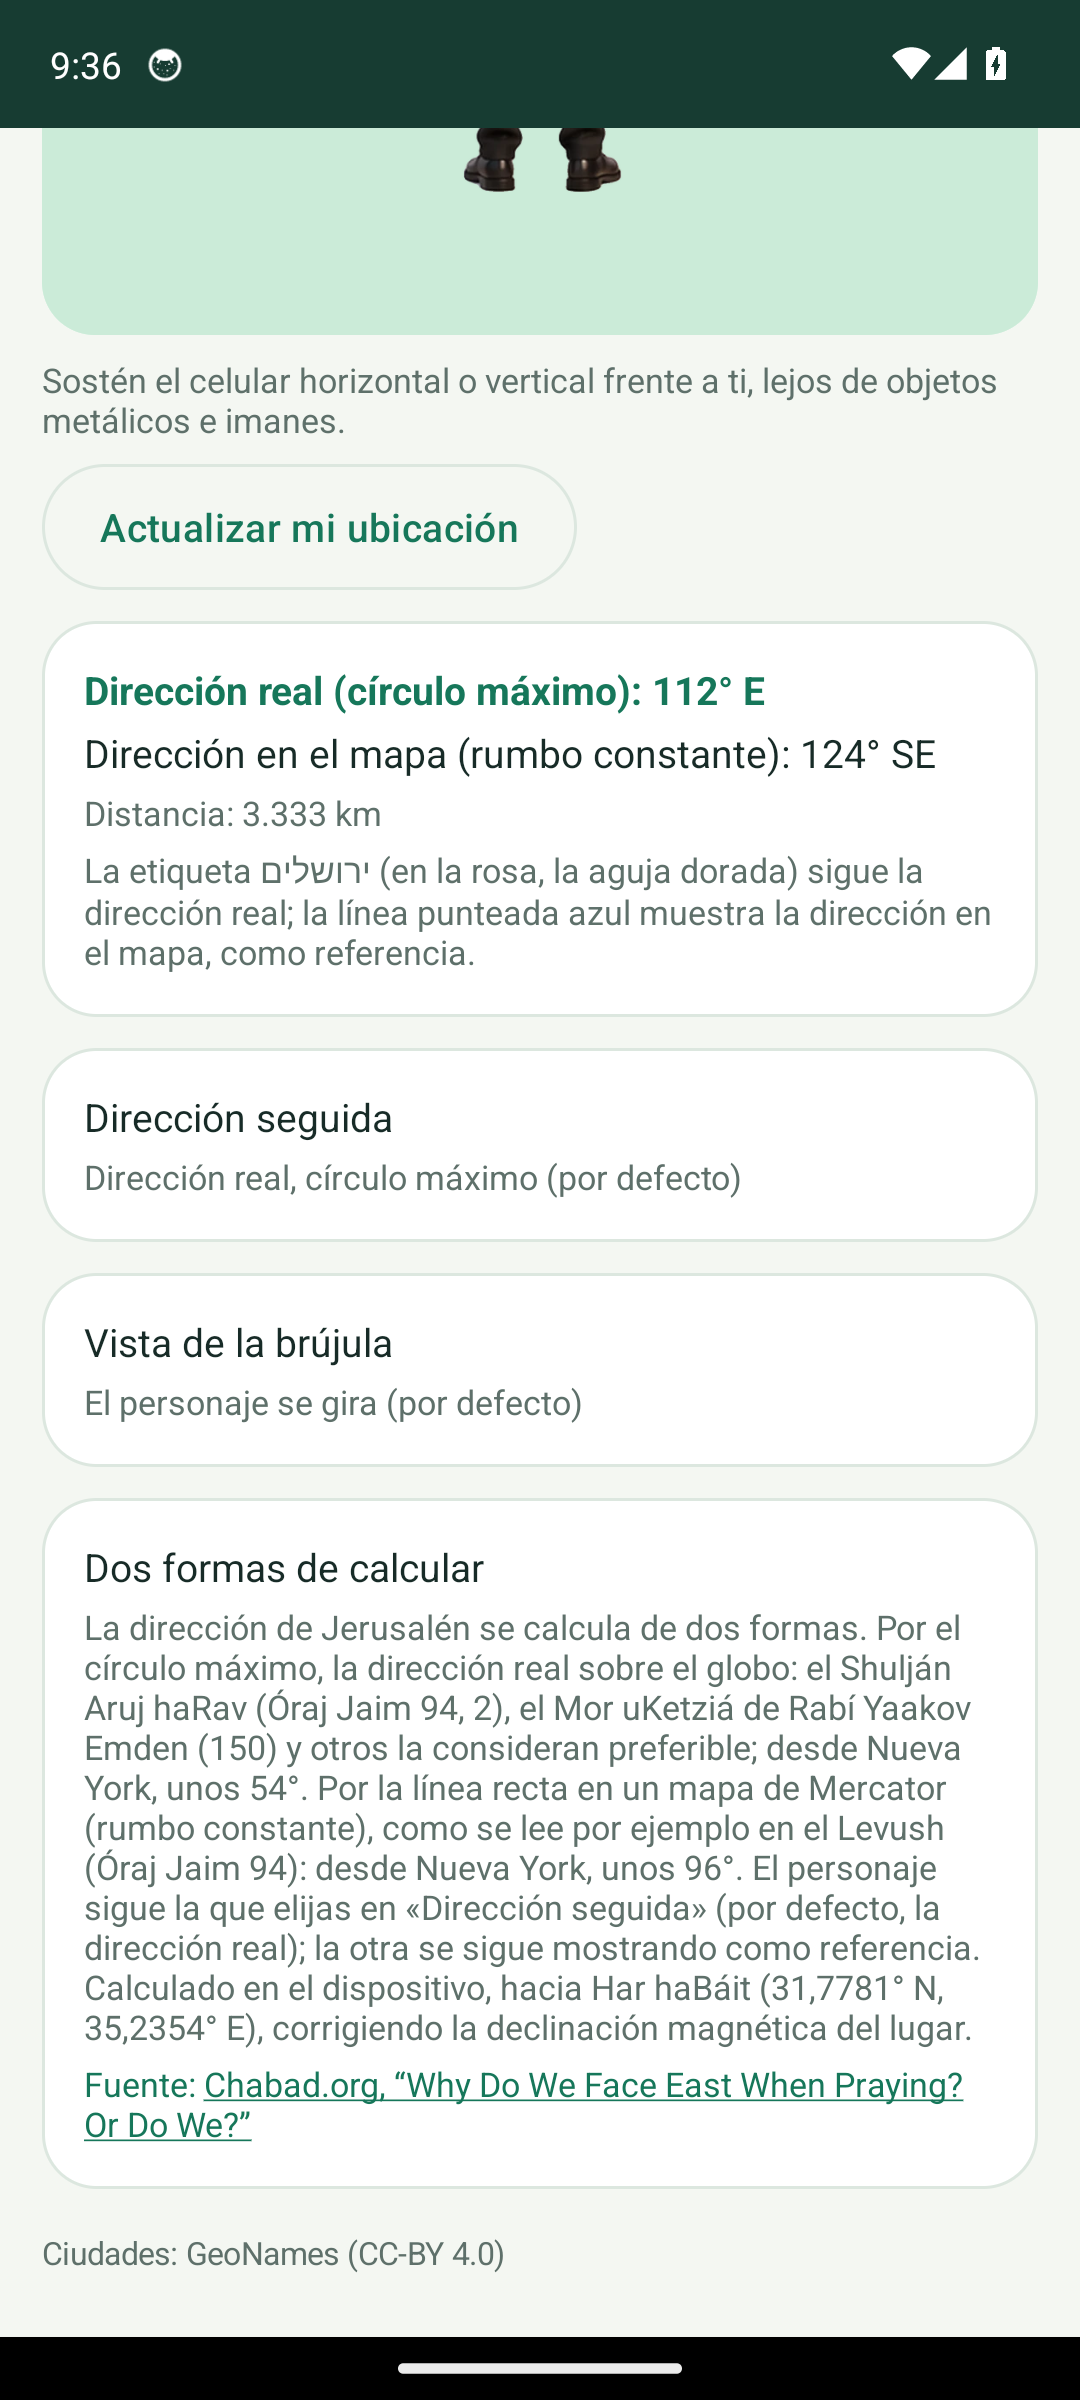 9:36
Sostén el celular horizontal o vertical frente a ti, lejos de objetos
metálicos e imanes.
Actualizar mi ubicación
Dirección real (círculo máximo): 112° E
Dirección en el mapa (rumbo constante): 124° SE
Distancia: 3.333 km
La etiqueta ירושלים (en la rosa, la aguja dorada) sigue la
dirección real; la línea punteada azul muestra la dirección en
el mapa, como referencia.
Dirección seguida
Dirección real, círculo máximo (por defecto)
Vista de la brújula
El personaje se gira (por defecto)
Dos formas de calcular
La dirección de Jerusalén se calcula de dos formas. Por el
círculo máximo, la dirección real sobre el globo: el Shulján
Aruj haRav (Óraj Jaim 94, 2), el Mor uKetziá de Rabí Yaakov
Emden (150) y otros la consideran preferible; desde Nueva
York, unos 54°. Por la línea recta en un mapa de Mercator
(rumbo constante), como se lee por ejemplo en el Levush
(Óraj Jaim 94): desde Nueva York, unos 96°. El personaje
sigue la que elijas en «Dirección seguida» (por defecto, la
dirección real); la otra se sigue mostrando como referencia.
Calculado en el dispositivo, hacia Har haBáit (31,7781° N,
35,2354° E), corrigiendo la declinación magnética del lugar.
Fuente: Chabad.org, “Why Do We Face East When Praying?
Or Do We?”
Ciudades: GeoNames (CC-BY 4.0)